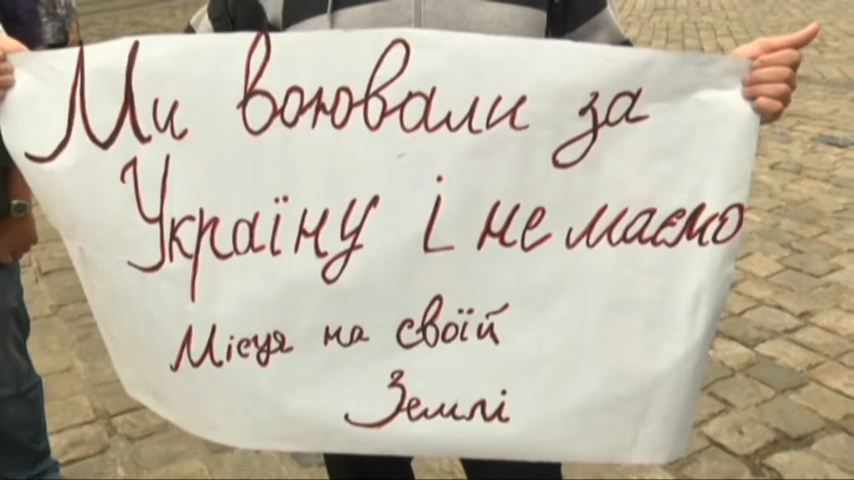 Ми воювали за
Україну і не маємо
Місця на своїй
Землі